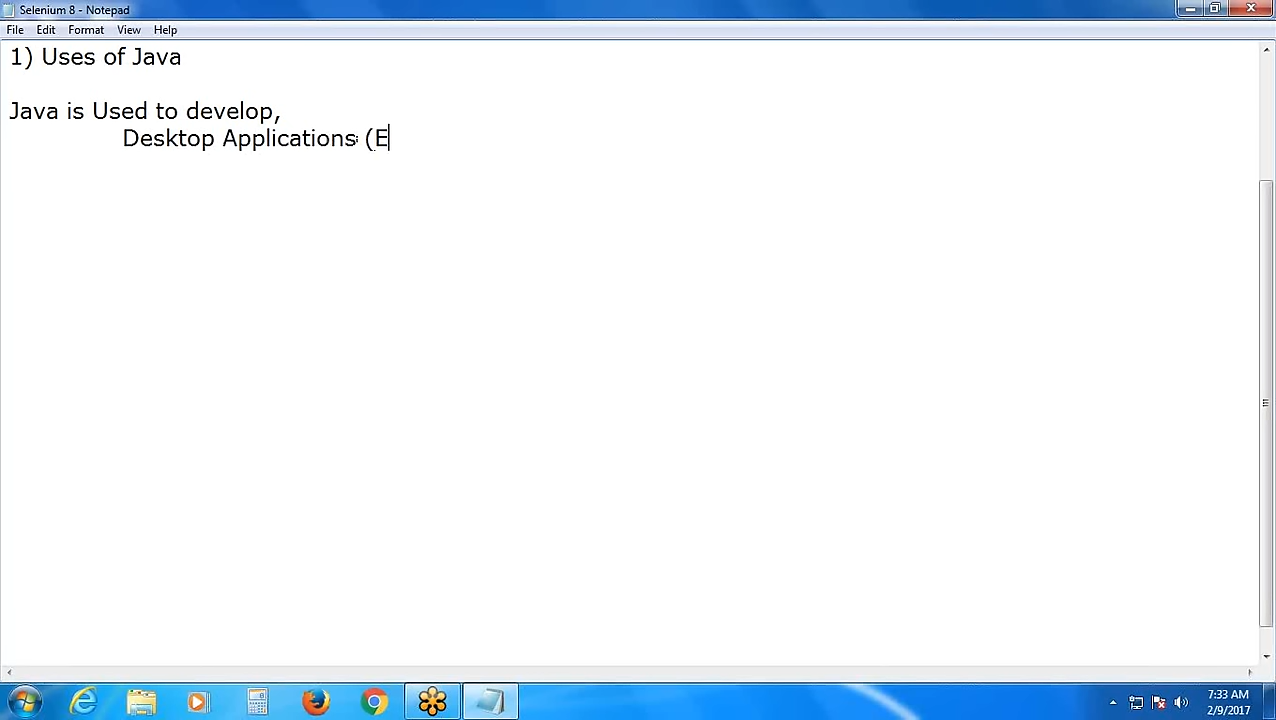 Selenium 8 - Notepad
File Edit Format View Help
1) Uses of Java
Java is Used to develop,
Desktop Applications (E
7:33 AM
2/9/2017